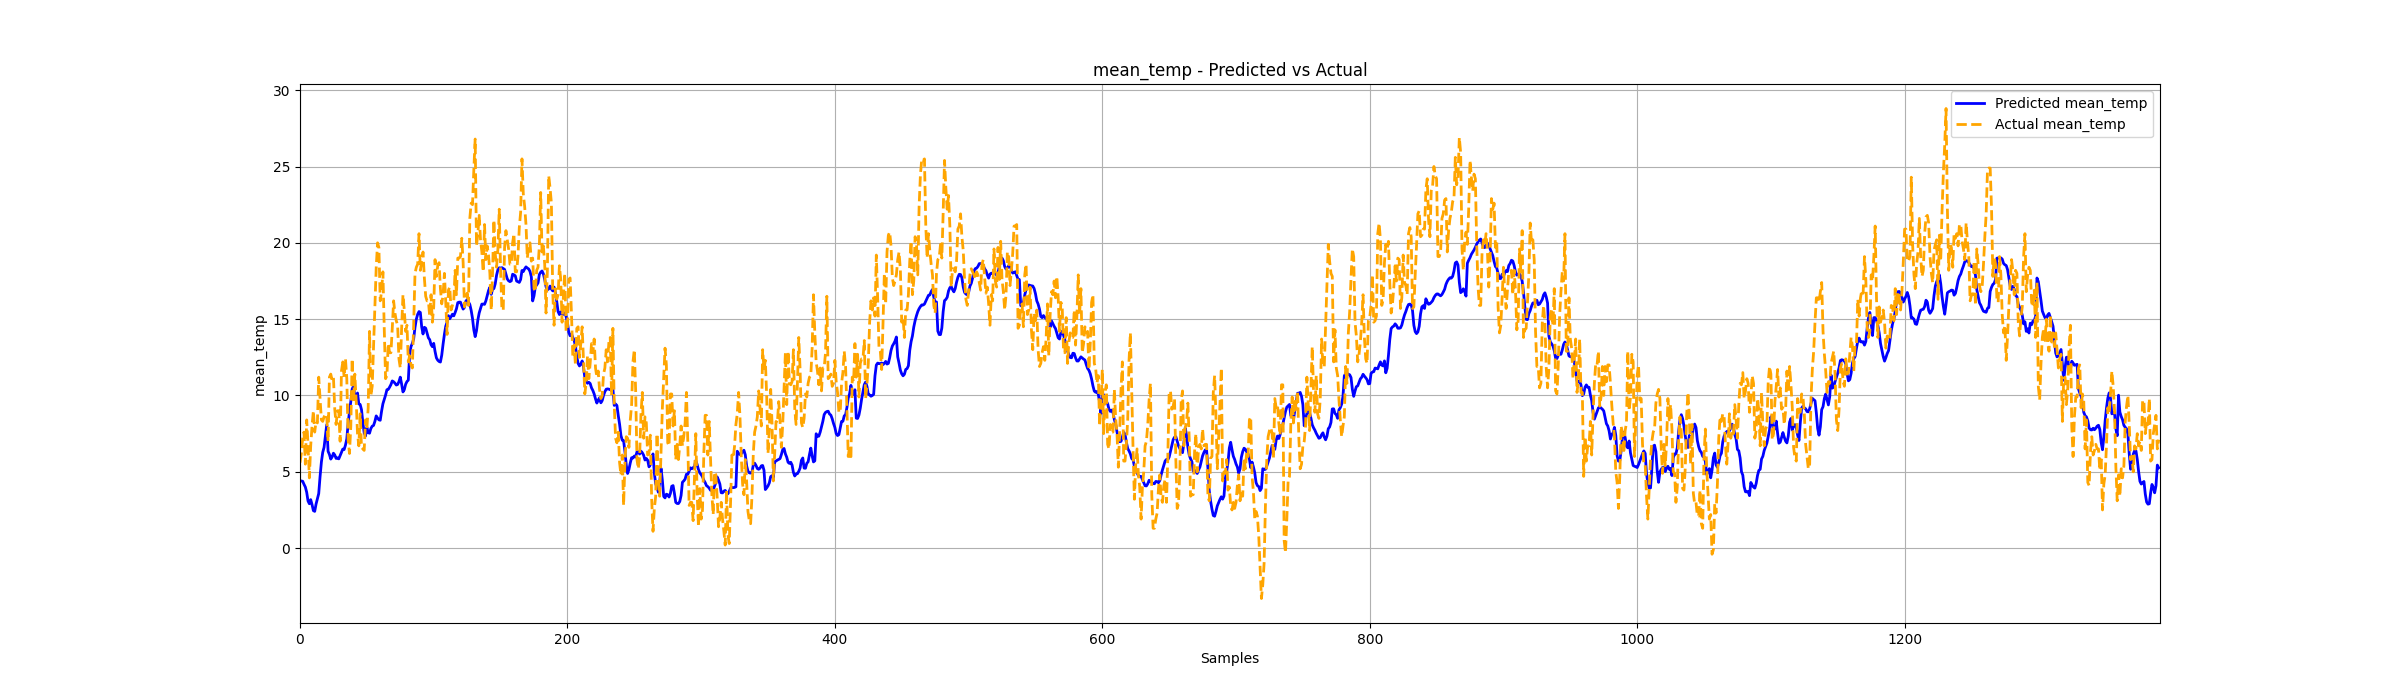 mean_temp - Predicted vs Actual
Predicted mean_temp
Actual mean_temp
mean_temp
30
25
20
15
10
5
0
0 200 400 600 800 1000 1200
Samples